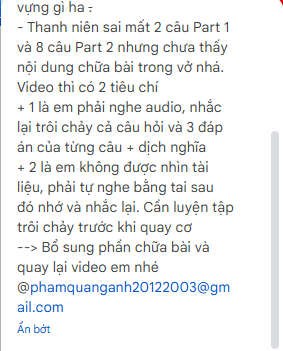 vựng gì ha .
- Thanh niên sai mất 2 câu Part 1
và 8 câu Part 2 nhưng chưa thấy
nội dung chữa bài trong vở nhá.
Video thì có 2 tiêu chí
+ 1 là em phải nghe audio, nhắc
lại trôi chảy cả câu hỏi và 3 đáp
án của từng câu + dịch nghĩa
+ 2 là em không được nhìn tài
liệu, phải tự nghe bằng tai sau
đó nhớ và nhắc lại. Cần luyện tập
trôi chảy trước khi quay cơ
--> Bổ sung phần chữa bài và
quay lại video em nhé
@phamquanganh20122003@gm
ail.com
Ẩn bớt